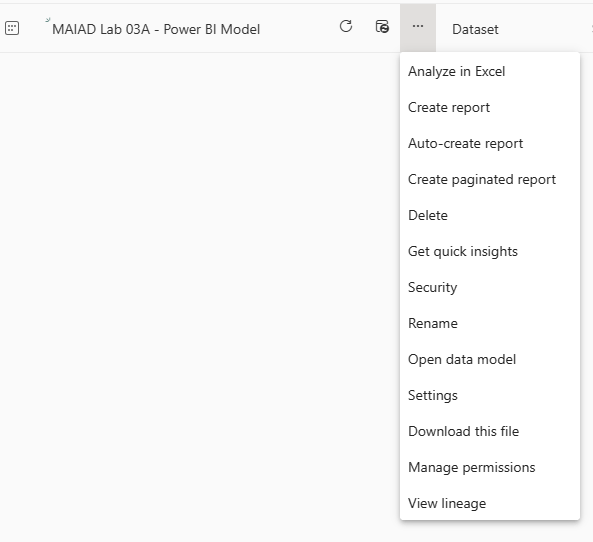 MAIAD Lab 03A - Power BI Model
Dataset
Analyze in Excel
Create report
Auto-create report
Create paginated report
Delete
Get quick insights
Security
Rename
Open data model
Settings
Download this file
Manage permissions
View lineage